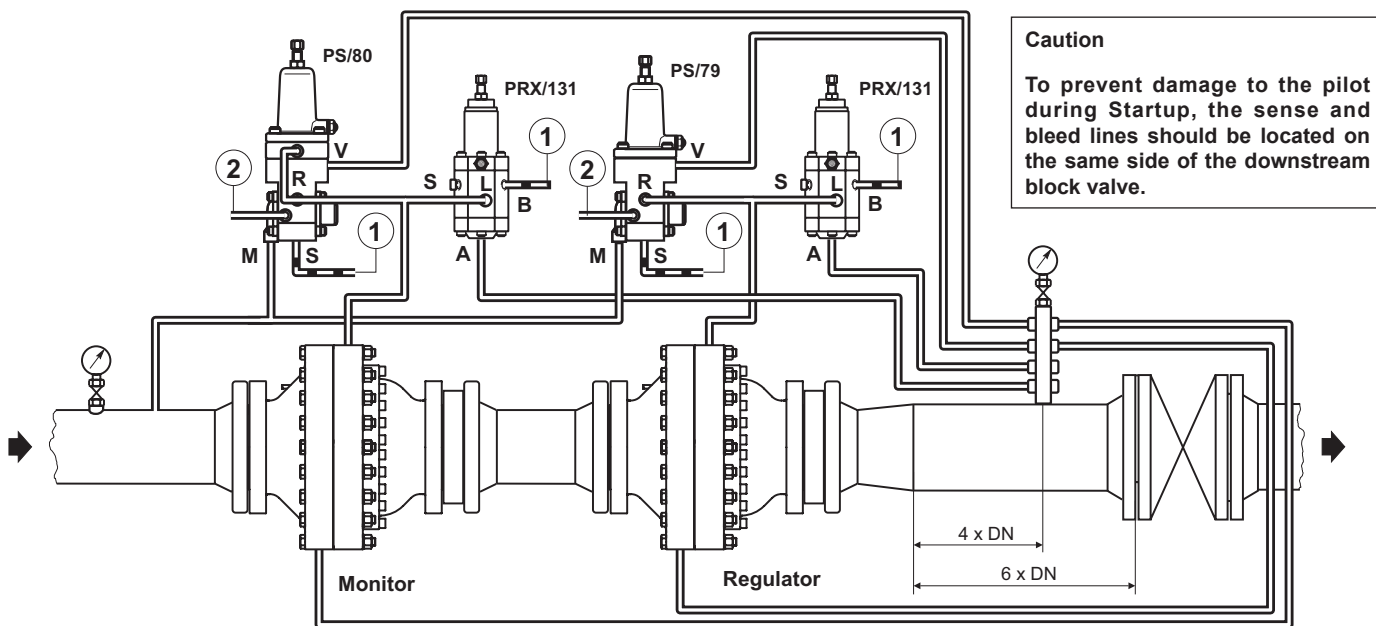 PS/80
PRX/131
PS/79
PRX/131
Caution
To prevent damage to the pilot
during Startup, the sense and
bleed lines should be located on
the same side of the downstream
block valve.
1
1
2
V
S
R
L
B
2
V
S
R
L
B
M
S
1
A
M
S
1
A
4 x DN
6 x DN
Monitor
Regulator